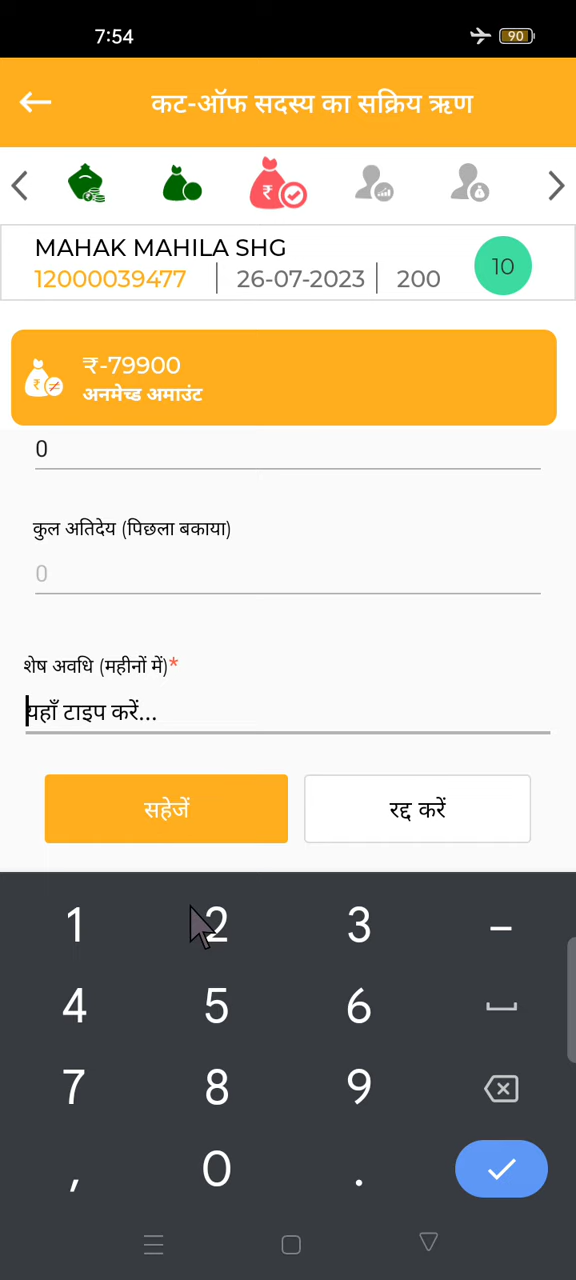 7:54
90
कट-ऑफ सदस्य का सक्रिय ऋण
MAHAK MAHILA SHG
12000039477 | 26-07-2023 | 200
10
₹-79900
अनमेच्ड अमाउंट
0
कुल अतिदेय (पिछला बकाया)
0
शेष अवधि (महीनों में)*
यहाँ टाइप करें...
सहेजें
रद्द करें
1 2 3 –
4 5 6
7 8 9
, 0 .